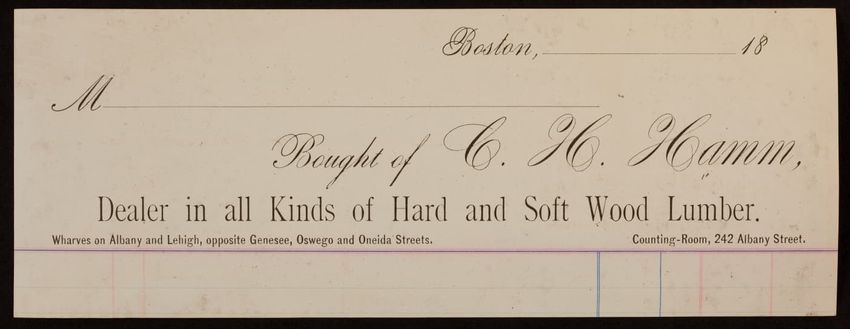 Boston, 18
M
Bought of C. H. Hamm,
Dealer in all Kinds of Hard and Soft Wood Lumber.
Wharves on Albany and Lehigh, opposite Genesee, Oswego and Oneida Streets. Counting-Room, 242 Albany Street.